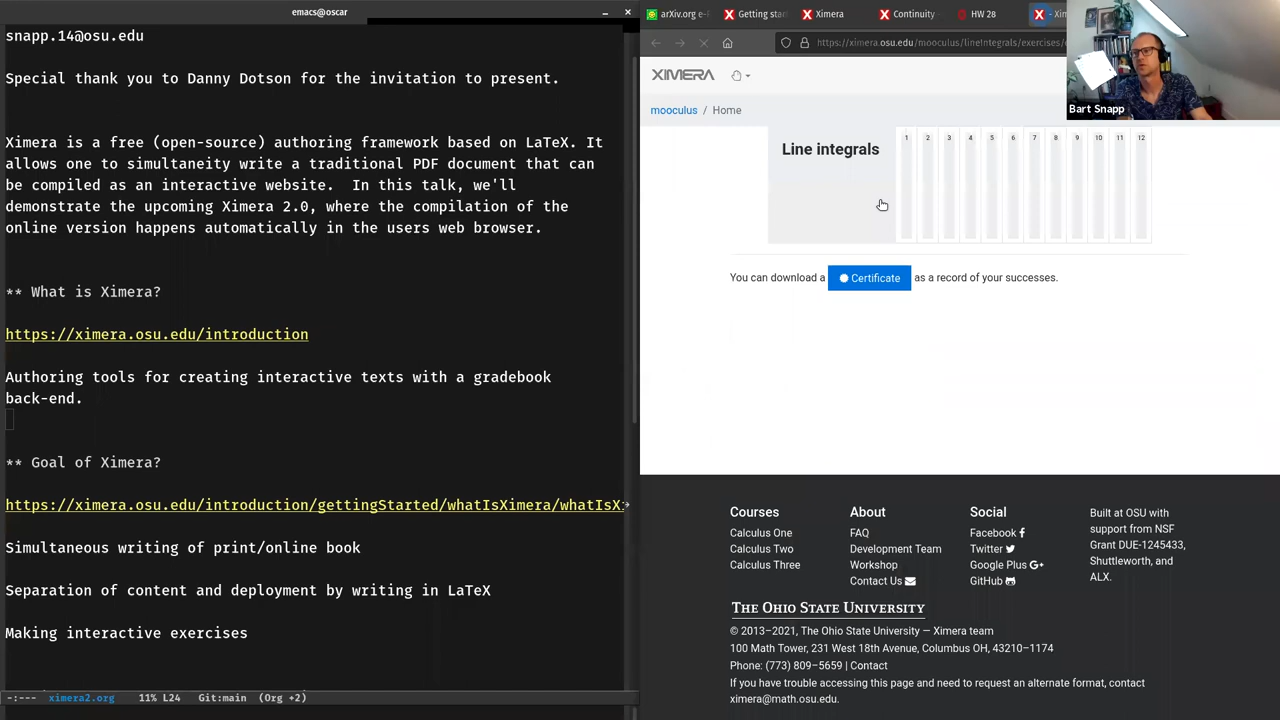 emacs@oscar
snapp.14@osu.edu
Special thank you to Danny Dotson for the invitation to present.
Ximera is a free (open-source) authoring framework based on LaTeX. It
allows one to simultaneity write a traditional PDF document that can
be compiled as an interactive website.  In this talk, we'll
demonstrate the upcoming Ximera 2.0, where the compilation of the
online version happens automatically in the users web browser.
** What is Ximera?
https://ximera.osu.edu/introduction
Authoring tools for creating interactive texts with a gradebook
back-end.
** Goal of Ximera?
https://ximera.osu.edu/introduction/gettingStarted/whatIsXimera/whatIsXi
Simultaneous writing of print/online book
Separation of content and deployment by writing in LaTeX
Making interactive exercises
-:--- ximera2.org 11% L24 Git:main (Org +2)
arXiv.org e-P Getting star Ximera Continuity HW 28 - Xim
https://ximera.osu.edu/mooculus/lineIntegrals/exercises/
XIMERA
Bart Snapp
mooculus / Home
Line integrals
1 2 3 4 5 6 7 8 9 10 11 12
You can download a Certificate as a record of your successes.
Courses
Calculus One
Calculus Two
Calculus Three
About
FAQ
Development Team
Workshop
Contact Us
Social
Facebook
Twitter
Google Plus
GitHub
Built at OSU with
support from NSF
Grant DUE-1245433,
Shuttleworth, and
ALX.
THE OHIO STATE UNIVERSITY
© 2013–2021, The Ohio State University — Ximera team
100 Math Tower, 231 West 18th Avenue, Columbus OH, 43210–1174
Phone: (773) 809–5659 | Contact
If you have trouble accessing this page and need to request an alternate format, contact
ximera@math.osu.edu.